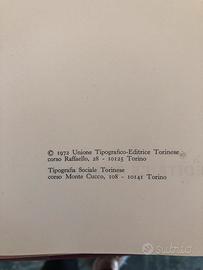 © 1972 Unione Tipografico-Editrice Torinese
corso Raffaello, 28 - 10125 Torino
Tipografia Sociale Torinese
corso Monte Cucco, 108 - 10141 Torino
subito